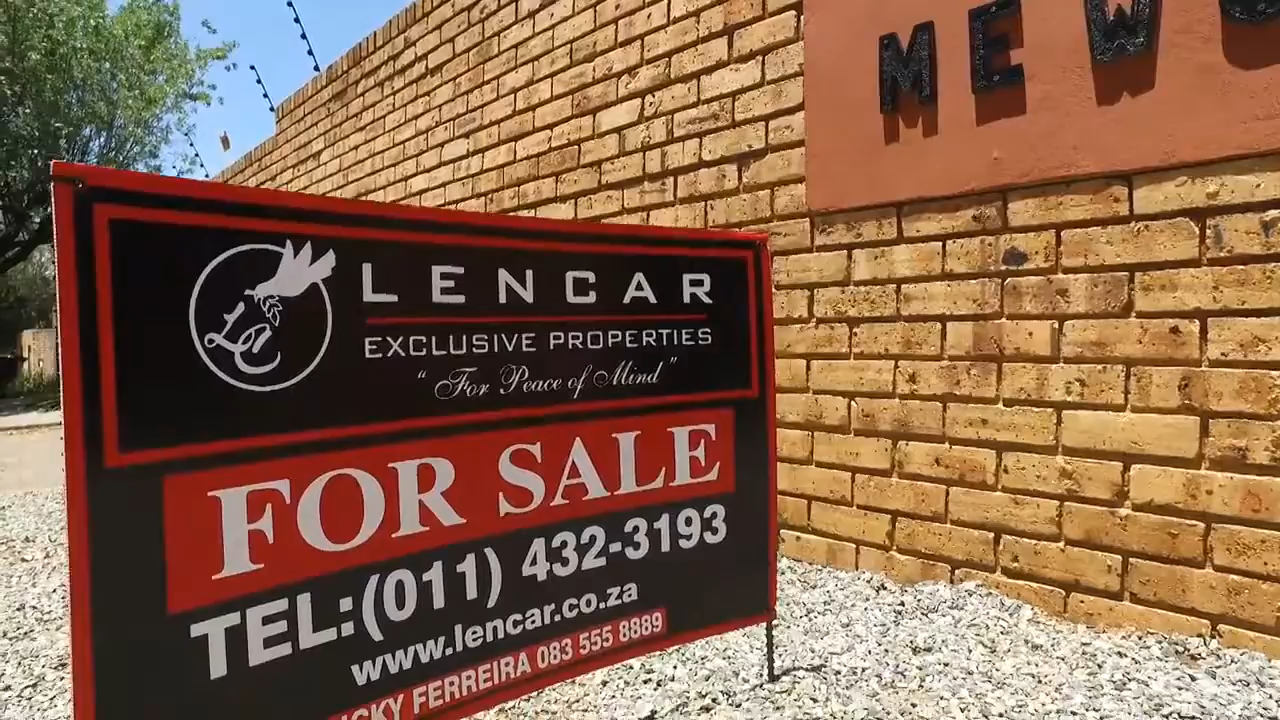 MEW
LC
LENCAR
EXCLUSIVE PROPERTIES
"For Peace of Mind"
FOR SALE
TEL:(011) 432-3193
www.lencar.co.za
FERREIRA 083 555 8889